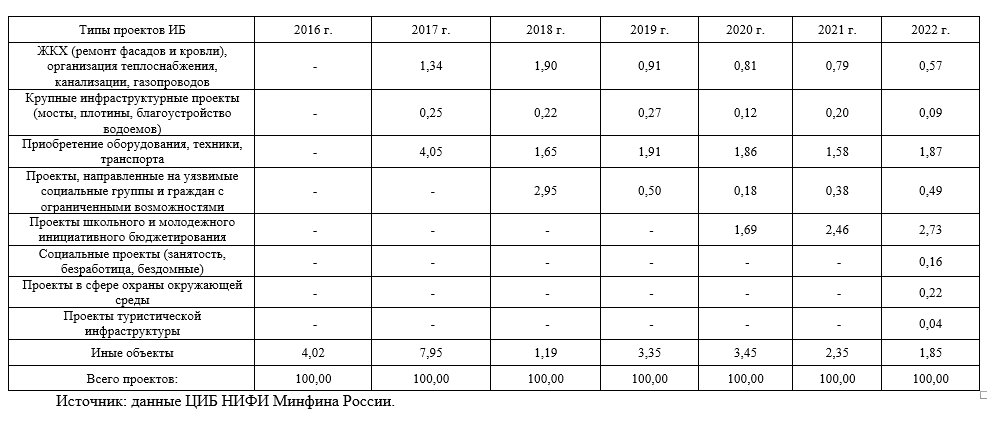 Типы проектов ИБ 2016 г. 2017 г. 2018 г. 2019 г. 2020 г. 2021 г. 2022 г.
ЖКХ (ремонт фасадов и кровли),
организация теплоснабжения,
канализации, газопроводов
- 1,34 1,90 0,91 0,81 0,79 0,57
Крупные инфраструктурные проекты
(мосты, плотины, благоустройство
водоемов)
- 0,25 0,22 0,27 0,12 0,20 0,09
Приобретение оборудования, техники,
транспорта
- 4,05 1,65 1,91 1,86 1,58 1,87
Проекты, направленные на уязвимые
социальные группы и граждан с
ограниченными возможностями
- - 2,95 0,50 0,18 0,38 0,49
Проекты школьного и молодежного
инициативного бюджетирования
- - - - 1,69 2,46 2,73
Социальные проекты (занятость,
безработица, бездомные)
- - - - - - 0,16
Проекты в сфере охраны окружающей
среды
- - - - - - 0,22
Проекты туристической
инфраструктуры
- - - - - - 0,04
Иные объекты 4,02 7,95 1,19 3,35 3,45 2,35 1,85
Всего проектов: 100,00 100,00 100,00 100,00 100,00 100,00 100,00
Источник: данные ЦИБ НИФИ Минфина России.